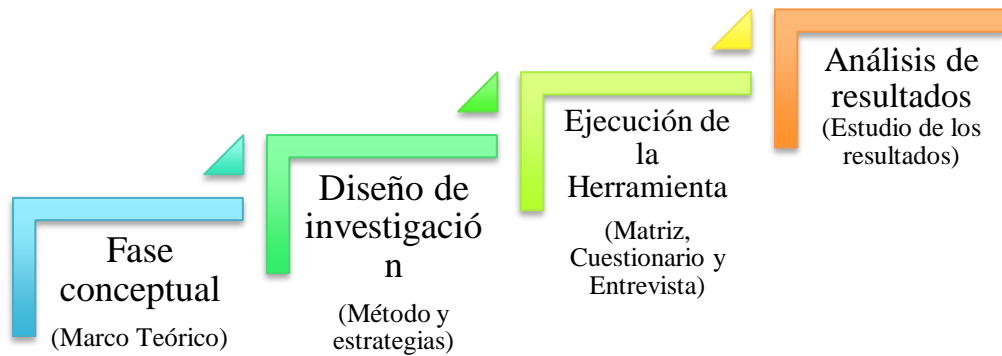 Fase
conceptual
(Marco Teórico)
Diseño de
investigació
n
(Método y
estrategias)
Ejecución de
la
Herramienta
(Matriz,
Cuestionario y
Entrevista)
Análisis de
resultados
(Estudio de los
resultados)